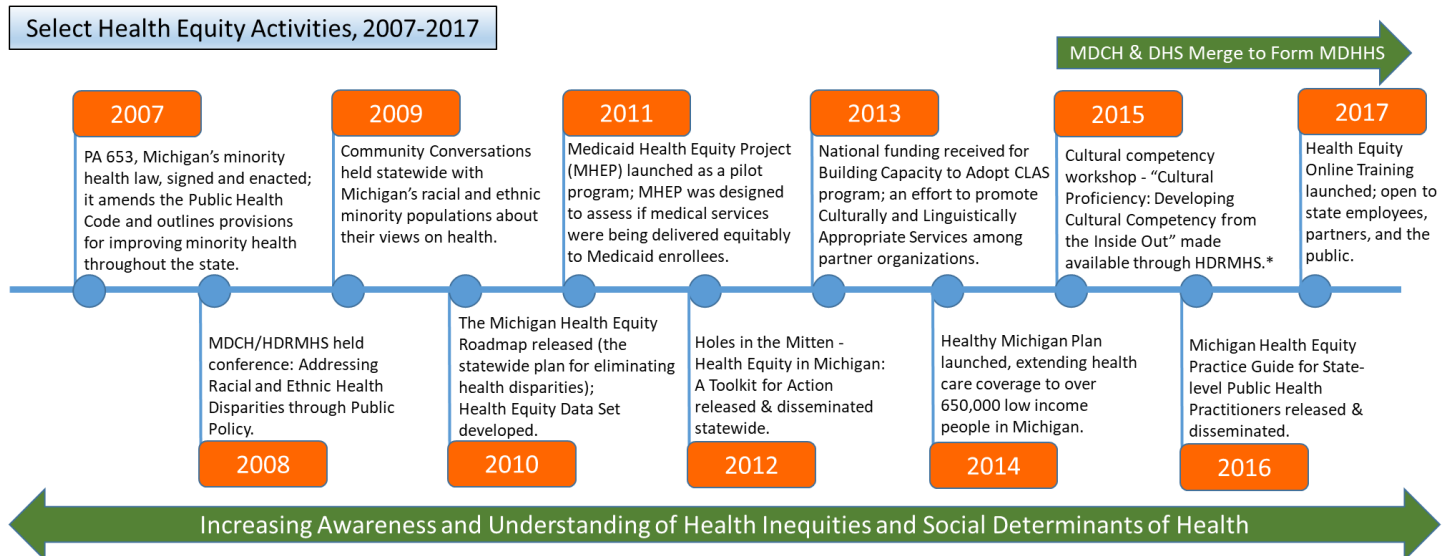 Select Health Equity Activities, 2007-2017
MDCH & DHS Merge to Form MDHHS
2007
PA 653, Michigan's minority
health law, signed and enacted;
it amends the Public Health
Code and outlines provisions
for improving minority health
throughout the state.
2009
Community Conversations
held statewide with
Michigan's racial and ethnic
minority populations about
their views on health.
2011
Medicaid Health Equity Project
(MHEP) launched as a pilot
program; MHEP was designed
to assess if medical services
were being delivered equitably
to Medicaid enrollees.
2013
National funding received for
Building Capacity to Adopt CLAS
program; an effort to promote
Culturally and Linguistically
Appropriate Services among
partner organizations.
2015
Cultural competency
workshop - “Cultural
Proficiency: Developing
Cultural Competency from
the Inside Out” made
available through HDRMHS.*
2017
Health Equity
Online Training
launched; open to
state employees,
partners, and the
public.
MDCH/HDRMHS held
conference: Addressing
Racial and Ethnic Health
Disparities through Public
Policy.
2008
The Michigan Health Equity
Roadmap released (the
statewide plan for eliminating
health disparities);
Health Equity Data Set
developed.
2010
Holes in the Mitten -
Health Equity in Michigan:
A Toolkit for Action
released & disseminated
statewide.
2012
Healthy Michigan Plan
launched, extending health
care coverage to over
650,000 low income
people in Michigan.
2014
Michigan Health Equity
Practice Guide for State-
level Public Health
Practitioners released &
disseminated.
2016
Increasing Awareness and Understanding of Health Inequities and Social Determinants of Health